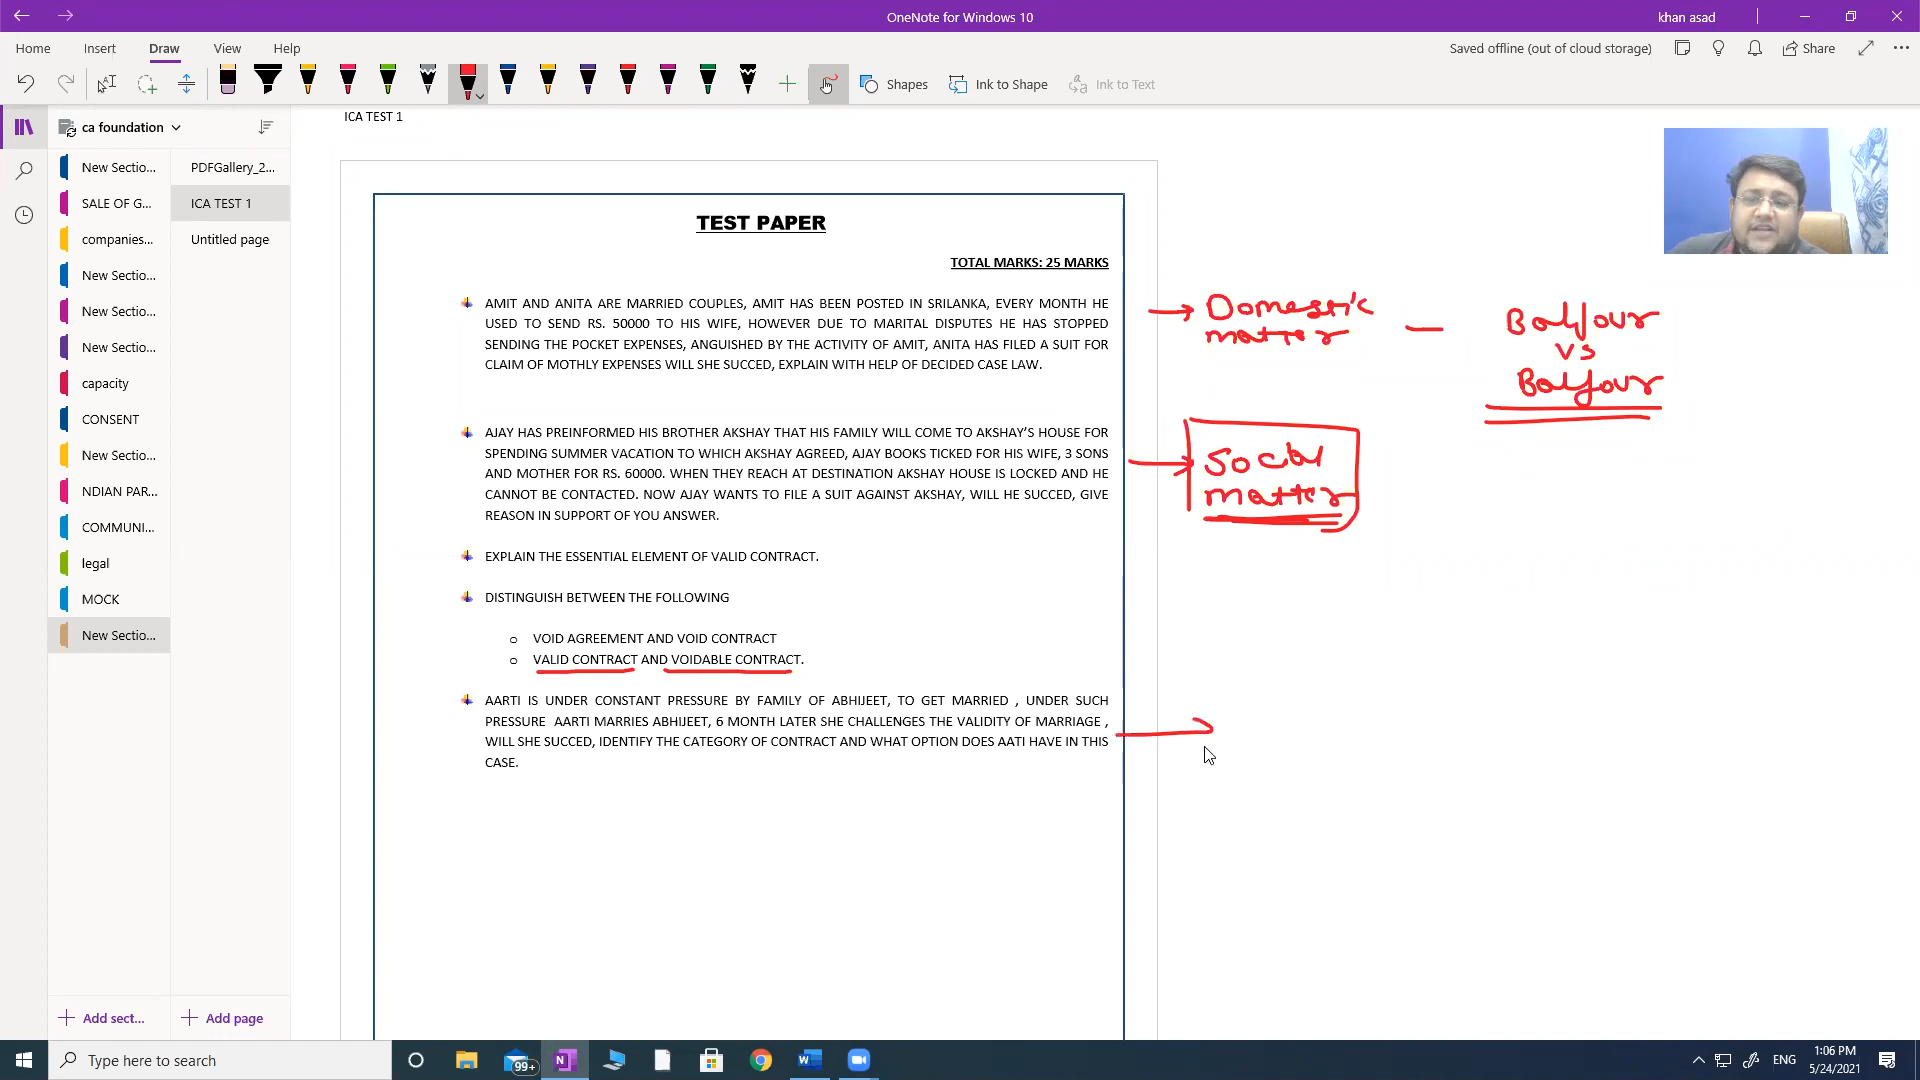 OneNote for Windows 10
khan asad
Home Insert Draw View Help
Saved offline (out of cloud storage) Share
Shapes Ink to Shape Ink to Text
ca foundation
New Sectio...
SALE OF G...
companies...
New Sectio...
New Sectio...
New Sectio...
capacity
CONSENT
New Sectio...
NDIAN PAR...
COMMUNI...
legal
MOCK
New Sectio...
Add sect...
PDFGallery_2...
ICA TEST 1
Untitled page
Add page
ICA TEST 1
TEST PAPER
TOTAL MARKS: 25 MARKS
AMIT AND ANITA ARE MARRIED COUPLES, AMIT HAS BEEN POSTED IN SRILANKA, EVERY MONTH HE
USED TO SEND RS. 50000 TO HIS WIFE, HOWEVER DUE TO MARITAL DISPUTES HE HAS STOPPED
SENDING THE POCKET EXPENSES, ANGUISHED BY THE ACTIVITY OF AMIT, ANITA HAS FILED A SUIT FOR
CLAIM OF MOTHLY EXPENSES WILL SHE SUCCED, EXPLAIN WITH HELP OF DECIDED CASE LAW.
Domestic
matter
Balfour
vs
Balfour
AJAY HAS PREINFORMED HIS BROTHER AKSHAY THAT HIS FAMILY WILL COME TO AKSHAY'S HOUSE FOR
SPENDING SUMMER VACATION TO WHICH AKSHAY AGREED, AJAY BOOKS TICKED FOR HIS WIFE, 3 SONS
AND MOTHER FOR RS. 60000. WHEN THEY REACH AT DESTINATION AKSHAY HOUSE IS LOCKED AND HE
CANNOT BE CONTACTED. NOW AJAY WANTS TO FILE A SUIT AGAINST AKSHAY, WILL HE SUCCED, GIVE
REASON IN SUPPORT OF YOU ANSWER.
Social
matter
EXPLAIN THE ESSENTIAL ELEMENT OF VALID CONTRACT.
DISTINGUISH BETWEEN THE FOLLOWING
o VOID AGREEMENT AND VOID CONTRACT
o VALID CONTRACT AND VOIDABLE CONTRACT.
AARTI IS UNDER CONSTANT PRESSURE BY FAMILY OF ABHIJEET, TO GET MARRIED , UNDER SUCH
PRESSURE AARTI MARRIES ABHIJEET, 6 MONTH LATER SHE CHALLENGES THE VALIDITY OF MARRIAGE ,
WILL SHE SUCCED, IDENTIFY THE CATEGORY OF CONTRACT AND WHAT OPTION DOES AATI HAVE IN THIS
CASE.
Type here to search
99+
ENG
1:06 PM
5/24/2021